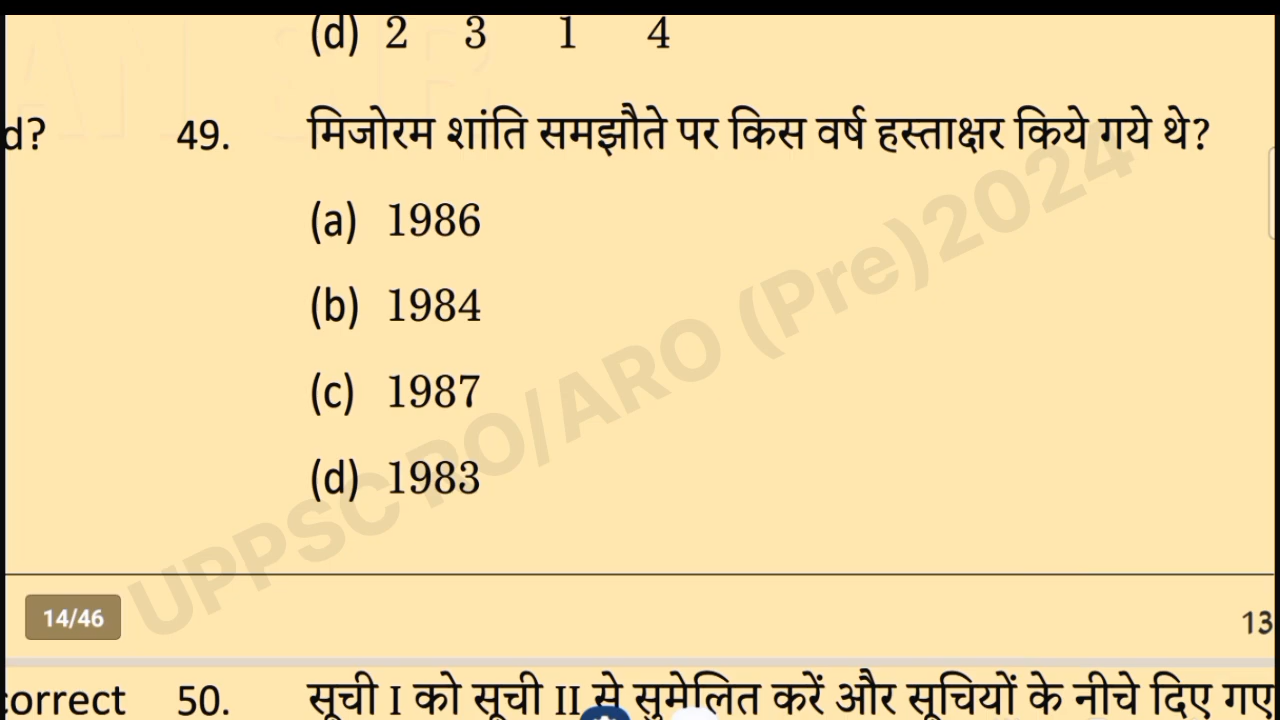 (d) 2 3 1 4
d? 49. मिजोरम शांति समझौते पर किस वर्ष हस्ताक्षर किये गये थे?
(a) 1986
(b) 1984
(c) 1987
(d) 1983
UPPSC RO/ARO (Pre)2024
14/46
13
correct 50. सूची I को सूची II से सुमेलित करें और सूचियों के नीचे दिए गए